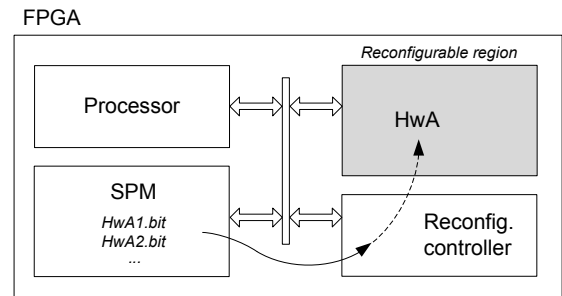 FPGA
Reconfigurable region
Processor
HwA
SPM
HwA1.bit
HwA2.bit
...
Reconfig.
controller